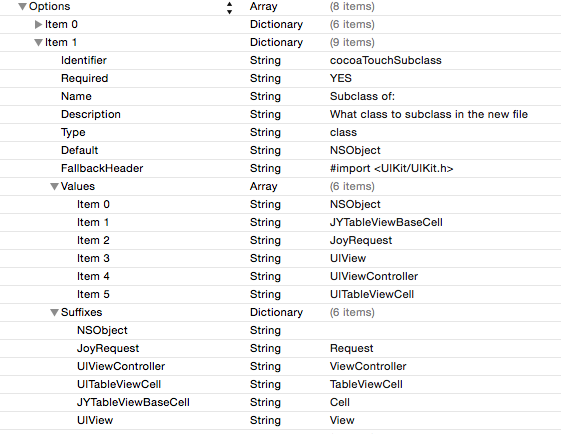 Options Array (8 items)
Item 0 Dictionary (6 items)
Item 1 Dictionary (9 items)
Identifier String cocoaTouchSubclass
Required String YES
Name String Subclass of:
Description String What class to subclass in the new file
Type String class
Default String NSObject
FallbackHeader String #import <UIKit/UIKit.h>
Values Array (6 items)
Item 0 String NSObject
Item 1 String JYTableViewBaseCell
Item 2 String JoyRequest
Item 3 String UIView
Item 4 String UIViewController
Item 5 String UITableViewCell
Suffixes Dictionary (6 items)
NSObject String
JoyRequest String Request
UIViewController String ViewController
UITableViewCell String TableViewCell
JYTableViewBaseCell String Cell
UIView String View